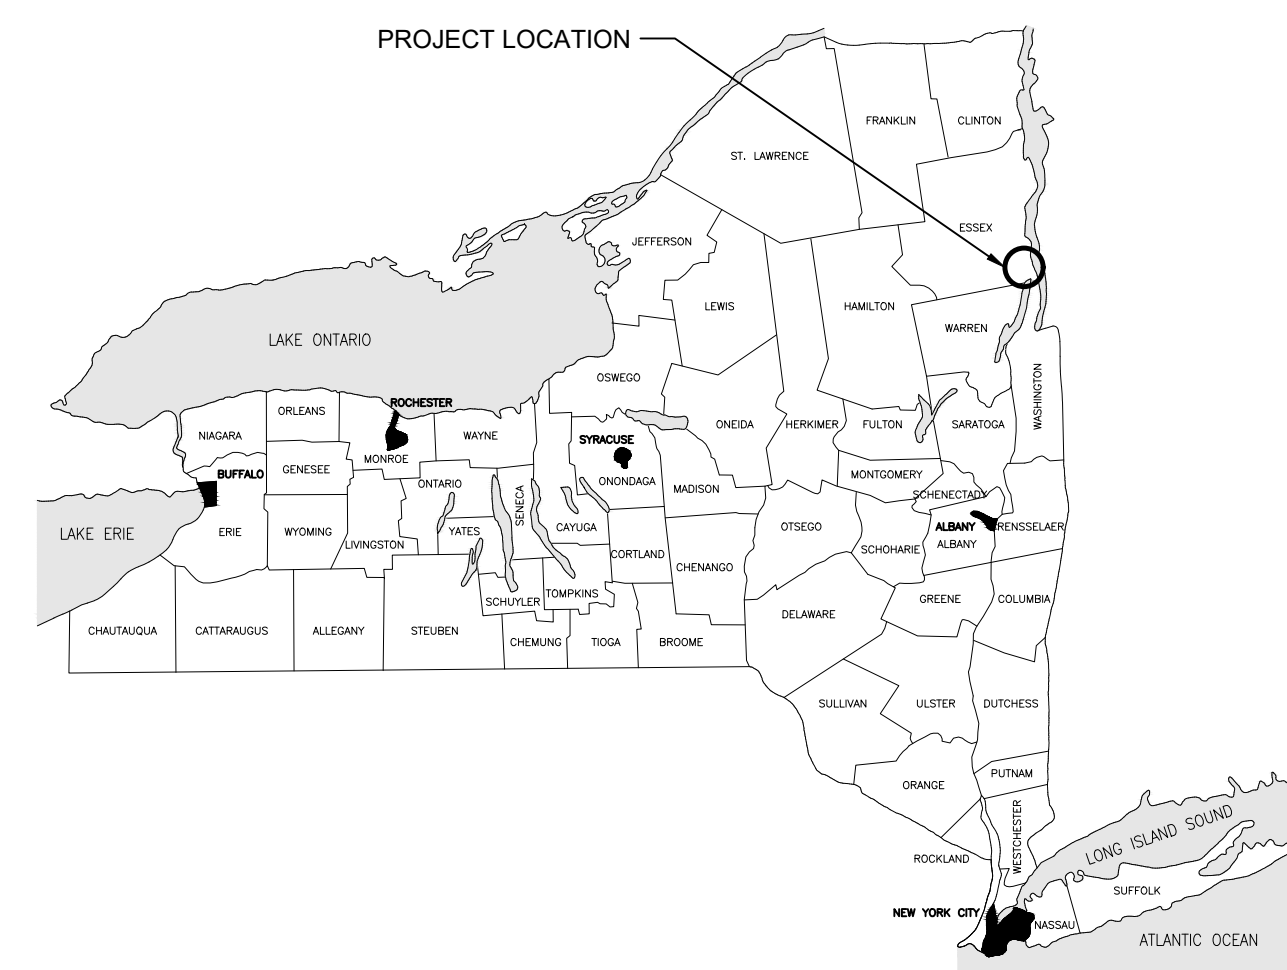 PROJECT LOCATION
FRANKLIN
CLINTON
ST. LAWRENCE
ESSEX
JEFFERSON
LEWIS
HAMILTON
WARREN
LAKE ONTARIO
OSWEGO
WASHINGTON
ROCHESTER
ORLEANS
NIAGARA
WAYNE
SYRACUSE
ONEIDA
HERKIMER
FULTON
SARATOGA
MONROE
GENESEE
BUFFALO
ONTARIO
ONONDAGA
MADISON
MONTGOMERY
SCHENECTADY
SENECA
LAKE ERIE
ERIE
WYOMING
LIVINGSTON
YATES
CAYUGA
OTSEGO
ALBANY
RENSSELAER
ALBANY
SCHOHARIE
CORTLAND
CHENANGO
SCHUYLER
TOMPKINS
GREENE
COLUMBIA
DELAWARE
CHAUTAUQUA
CATTARAUGUS
ALLEGANY
STEUBEN
CHEMUNG
TIOGA
BROOME
SULLIVAN
ULSTER
DUTCHESS
ORANGE
PUTNAM
WESTCHESTER
LONG ISLAND SOUND
ROCKLAND
SUFFOLK
NEW YORK CITY
NASSAU
ATLANTIC OCEAN